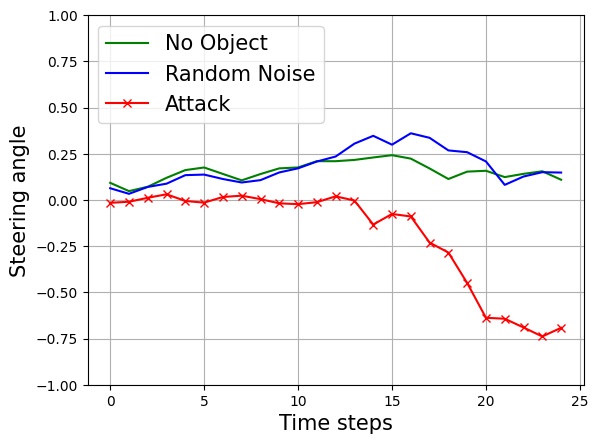 1.00
0.75
0.50
0.25
0.00
−0.25
−0.50
−0.75
−1.00
Steering angle
No Object
Random Noise
Attack
0 5 10 15 20 25
Time steps